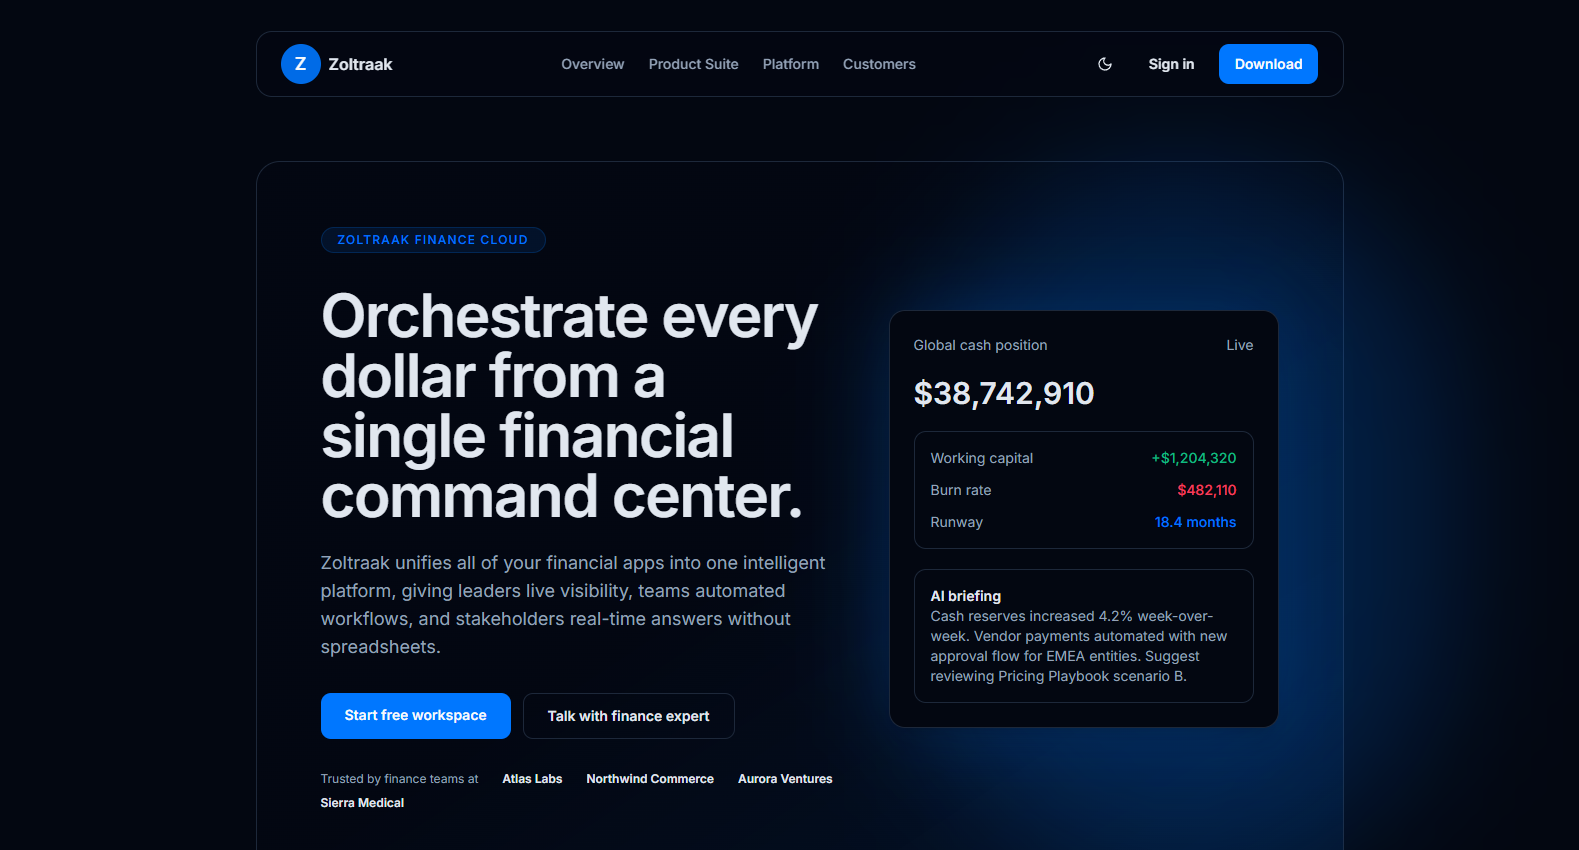 Z Zoltraak Overview Product Suite Platform Customers Sign in Download
ZOLTRAAK FINANCE CLOUD
Orchestrate every
dollar from a
single financial
command center.
Zoltraak unifies all of your financial apps into one intelligent
platform, giving leaders live visibility, teams automated
workflows, and stakeholders real-time answers without
spreadsheets.
Start free workspace Talk with finance expert
Trusted by finance teams at Atlas Labs Northwind Commerce Aurora Ventures
Sierra Medical
Global cash position Live
$38,742,910
Working capital +$1,204,320
Burn rate $482,110
Runway 18.4 months
AI briefing
Cash reserves increased 4.2% week-over-
week. Vendor payments automated with new
approval flow for EMEA entities. Suggest
reviewing Pricing Playbook scenario B.